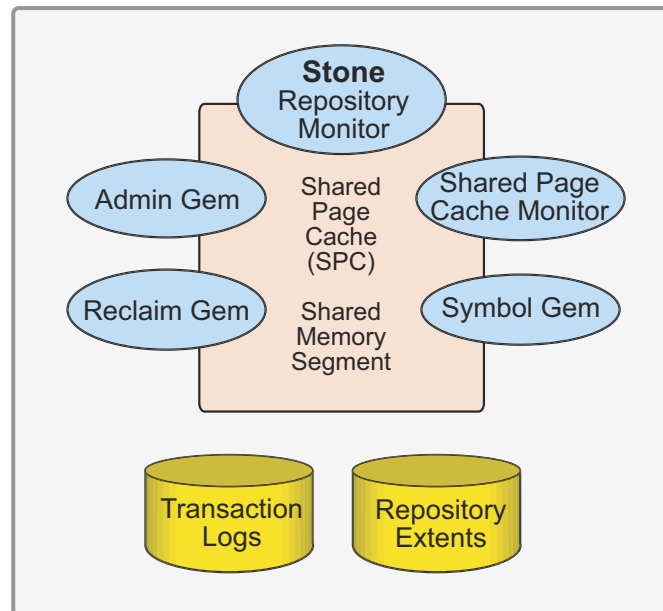 Stone
Repository
Monitor
Admin Gem
Shared
Page
Cache
(SPC)
Shared Page
Cache Monitor
Reclaim Gem
Shared
Memory
Segment
Symbol Gem
Transaction
Logs
Repository
Extents